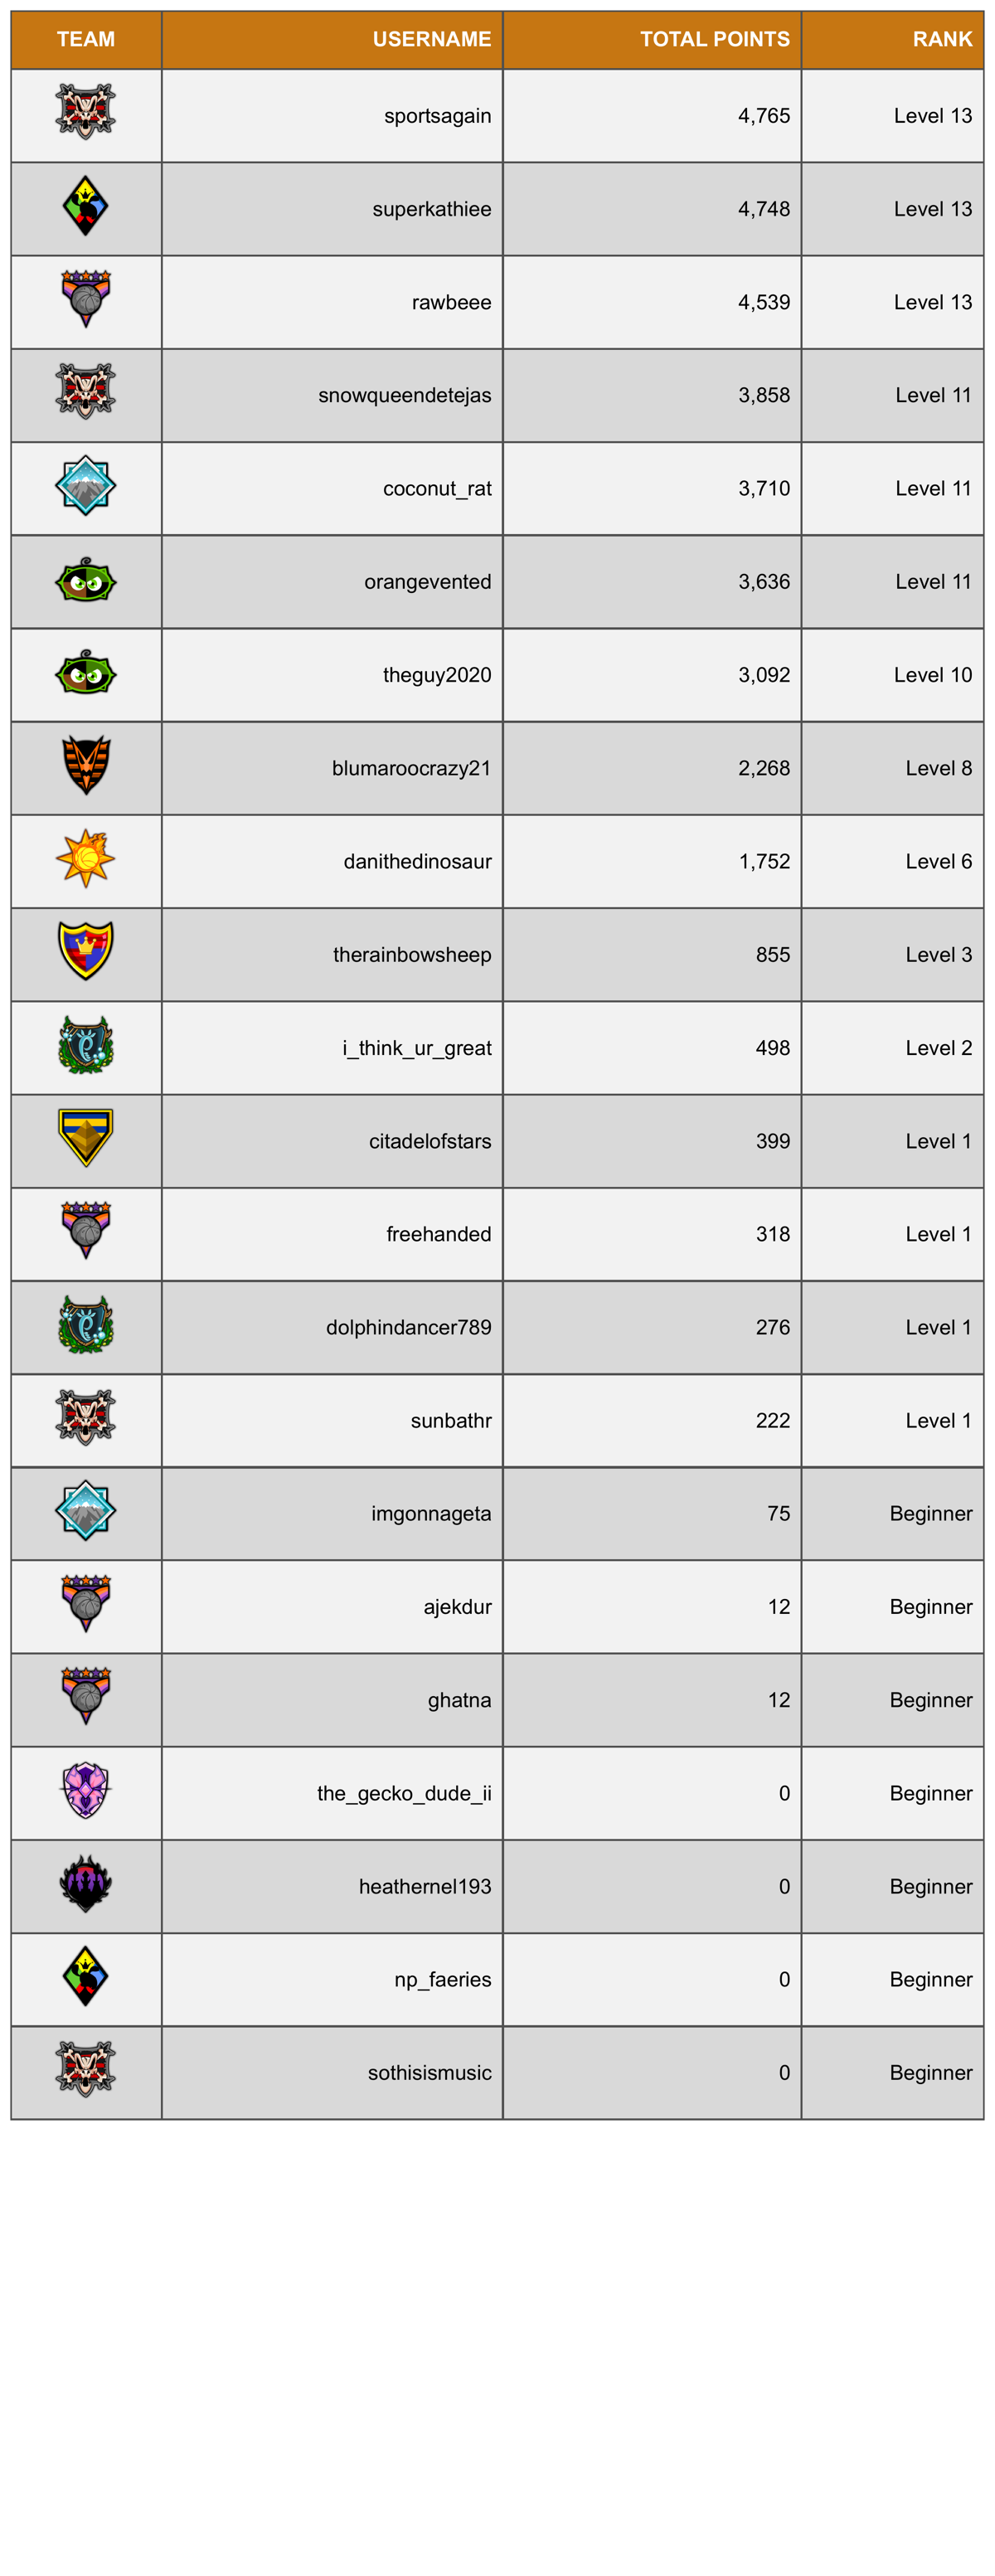 TEAM USERNAME TOTAL POINTS RANK
sportsagain 4,765 Level 13
superkathiee 4,748 Level 13
rawbeee 4,539 Level 13
snowqueendetejas 3,858 Level 11
coconut_rat 3,710 Level 11
orangevented 3,636 Level 11
theguy2020 3,092 Level 10
blumaroocrazy21 2,268 Level 8
danithedinosaur 1,752 Level 6
therainbowsheep 855 Level 3
i_think_ur_great 498 Level 2
citadelofstars 399 Level 1
freehanded 318 Level 1
dolphindancer789 276 Level 1
sunbathr 222 Level 1
imgonnageta 75 Beginner
ajekdur 12 Beginner
ghatna 12 Beginner
the_gecko_dude_ii 0 Beginner
heathernel193 0 Beginner
np_faeries 0 Beginner
sothisismusic 0 Beginner